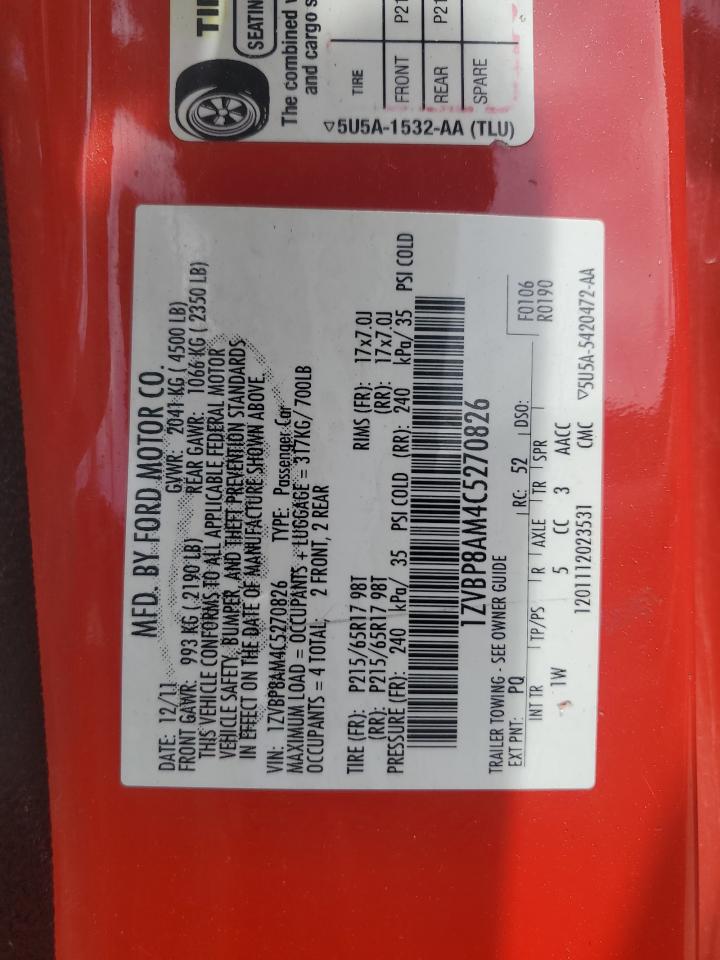 TIR
SEATING
The combined w
and cargo s
TIRE
FRONT P21
REAR P21
SPARE
▽5U5A-1532-AA (TLU)
MFD. BY FORD MOTOR CO.
DATE: 12/11 GVWR: 2041 KG ( 4500 LB)
FRONT GAWR: 993 KG ( 2190 LB) REAR GAWR: 1066 KG ( 2350 LB)
THIS VEHICLE CONFORMS TO ALL APPLICABLE FEDERAL MOTOR
VEHICLE SAFETY, BUMPER, AND THEFT PREVENTION STANDARDS
IN EFFECT ON THE DATE OF MANUFACTURE SHOWN ABOVE.
VIN: 1ZVBP8AM4C5270826 TYPE: Passenger Car
MAXIMUM LOAD = OCCUPANTS + LUGGAGE = 317KG/700LB
OCCUPANTS = 4 TOTAL; 2 FRONT, 2 REAR
TIRE (FR): P215/65R17 98T RIMS (FR): 17x7.0J
(RR): P215/65R17 98T (RR): 17x7.0J
PRESSURE (FR): 240 kPa/ 35 PSI COLD (RR): 240 kPa/ 35 PSI COLD
1ZVBP8AM4C5270826
TRAILER TOWING - SEE OWNER GUIDE F0106
EXT PNT: PQ RC: 52 DSO: R0190
INT TR TP/PS R AXLE TR SPR
1W 5 CC 3 AACC
1201112023531 CMC ▽5U5A-5420472-AA